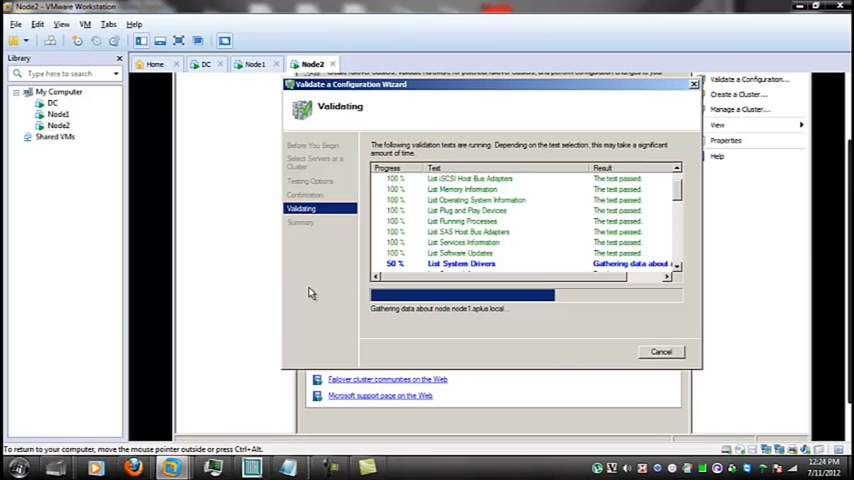 Node2 - VMware Workstation
File Edit View VM Tabs Help
Library
Type here to search
My Computer
DC
Node1
Node2
Shared VMs
Home DC Node1 Node2
Validate a Configuration Wizard
Validating
Before You Begin
Select Servers or a
Cluster
Testing Options
Confirmation
Validating
Summary
The following validation tests are running. Depending on the test selection, this may take a significant
amount of time.
Progress Test Result
100 % List iSCSI Host Bus Adapters The test passed.
100 % List Memory Information The test passed.
100 % List Operating System Information The test passed.
100 % List Plug and Play Devices The test passed.
100 % List Running Processes The test passed.
100 % List SAS Host Bus Adapters The test passed.
100 % List Services Information The test passed.
100 % List Software Updates The test passed.
50 % List System Drivers Gathering data about
Gathering data about node node1.aplus.local...
Cancel
Validate a Configuration...
Create a Cluster...
Manage a Cluster...
View
Properties
Help
Failover cluster communities on the Web
Microsoft support page on the Web
To return to your computer, move the mouse pointer outside or press Ctrl+Alt.
12:24 PM
7/11/2012